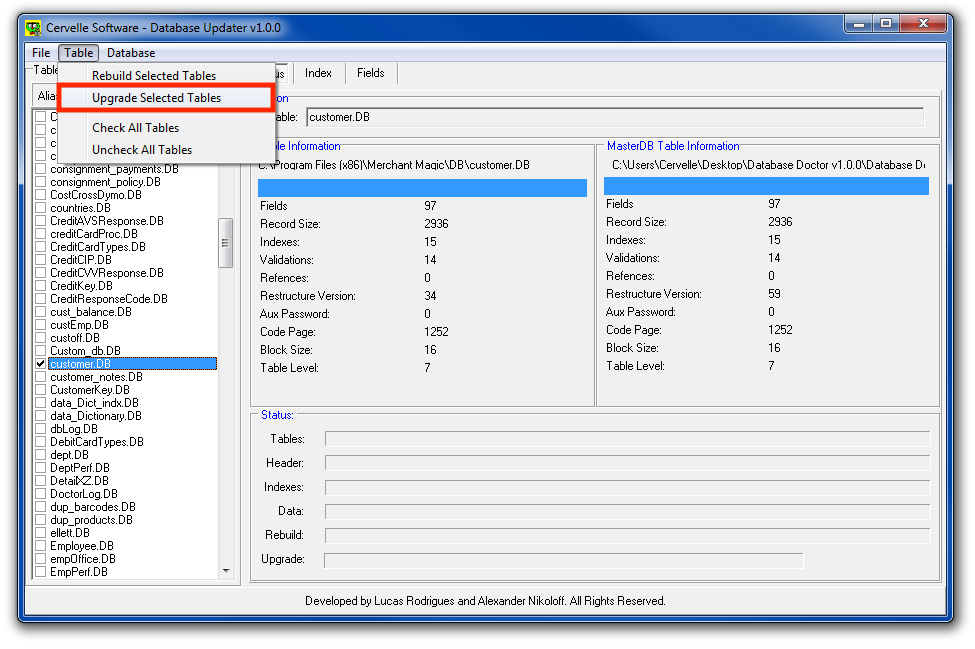 Cervelle Software - Database Updater v1.0.0
File Table Database
Rebuild Selected Tables
Upgrade Selected Tables
Check All Tables
Uncheck All Tables
Index Fields
customer.DB
consignment_payments.DB
consignment_policy.DB
CostCrossDymo.DB
countries.DB
CreditAVSResponse.DB
creditCardProc.DB
CreditCardTypes.DB
CreditCIP.DB
CreditCVVResponse.DB
CreditKey.DB
CreditResponseCode.DB
cust_balance.DB
custEmp.DB
custoff.DB
Custom_db.DB
customer.DB
customer_notes.DB
CustomerKey.DB
data_Dict_indx.DB
data_Dictionary.DB
dbLog.DB
DebitCardTypes.DB
dept.DB
DeptPerf.DB
DetailXZ.DB
DoctorLog.DB
dup_barcodes.DB
dup_products.DB
ellett.DB
Employee.DB
empOffice.DB
EmpPerf.DB
Information
C:\Program Files (x86)\Merchant Magic\DB\customer.DB
Fields 97
Record Size: 2936
Indexes: 15
Validations: 14
Refences: 0
Restructure Version: 34
Aux Password: 0
Code Page: 1252
Block Size: 16
Table Level: 7
MasterDB Table Information
C:\Users\Cervelle\Desktop\Database Doctor v1.0.0\Database D
Fields 97
Record Size: 2936
Indexes: 15
Validations: 14
Refences: 0
Restructure Version: 59
Aux Password: 0
Code Page: 1252
Block Size: 16
Table Level: 7
Status:
Tables:
Header:
Indexes:
Data:
Rebuild:
Upgrade:
Developed by Lucas Rodrigues and Alexander Nikoloff. All Rights Reserved.